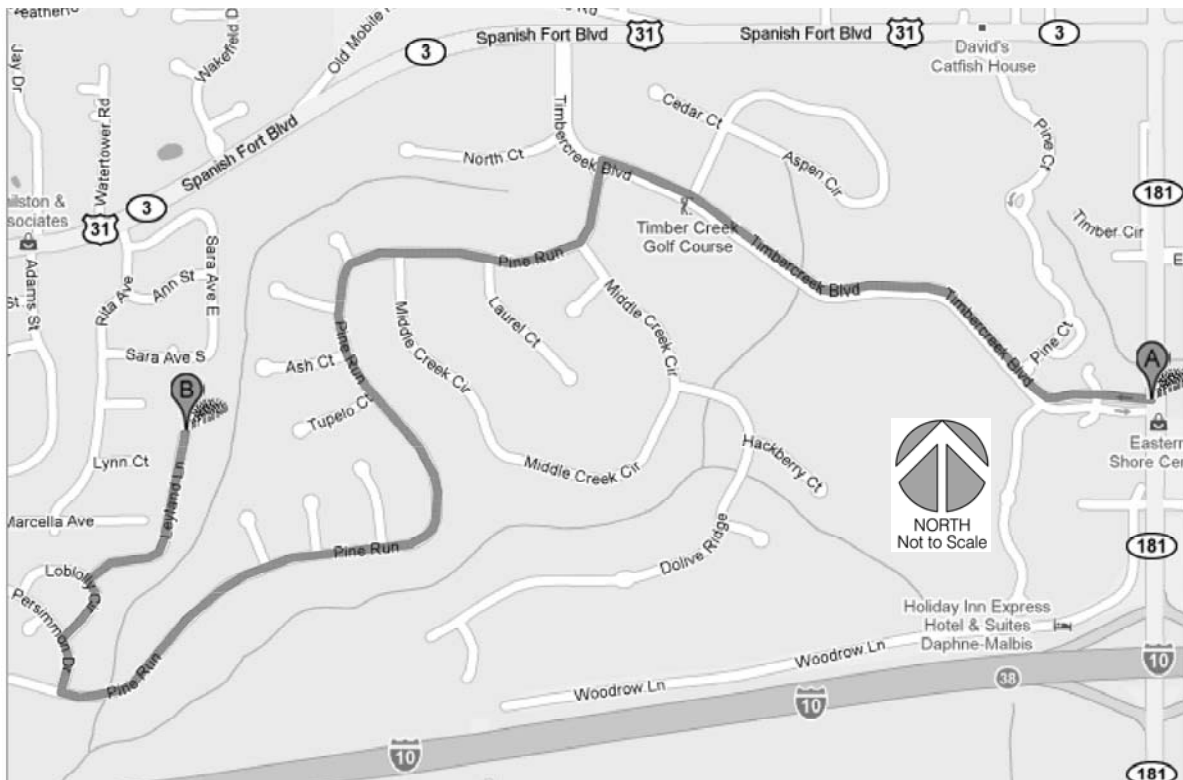 Spanish Fort Blvd
31
Spanish Fort Blvd
31
3
3
David's
Catfish House
Jay Dr
Watertower Rd
Wakefield
Old Mobile
Rd
Timbercreek Blvd
North Ct
Cedar Ct
Aspen Cir
Pine Ct
181
Spanish Fort Blvd
3
31
Timber Creek
Golf Course
Timber Cir
E
Adams St
St
Rita Ave
Ann St
Sara Ave E
Sara Ave S
Pine Run
Laurel Ct
Middle Creek Cir
Middle Creek Cir
Middle Creek Cir
Timbercreek Blvd
Timbercreek Blvd
Pine Ct
A
B
Ash Ct
Pine Run
Tupelo Ct
Eastern
Shore Cen
Hackberry Ct
Lynn Ct
Leyland Ln
Marcella Ave
NORTH
Not to Scale
Pine Run
Dolive Ridge
181
Loblolly Cir
Persimmon Dr
Pine Run
Holiday Inn Express
Hotel & Suites
Daphne-Malbis
Woodrow Ln
Woodrow Ln
10
38
10
10
181